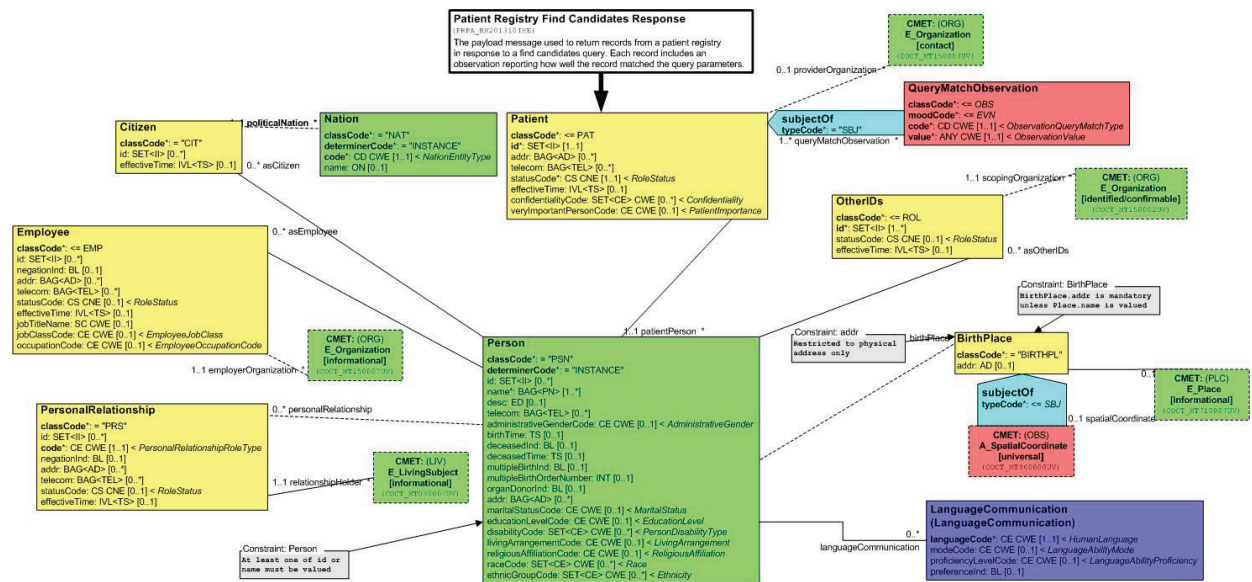 Patient Registry Find Candidates Response
(PRPA_RM201310IHE)
The payload message used to return records from a patient registry
in response to a find candidates query. Each record includes an
observation reporting how well the record matched the query parameters.
CMET: (ORG)
E_Organization
[contact]
(COCT_MT150003UV)
0..1 providerOrganization
QueryMatchObservation
classCode*: <= OBS
moodCode*: <= EVN
code*: CD CWE [1..1] < ObservationQueryMatchType
value*: ANY CWE [1..1] < ObservationValue
subjectOf
typeCode*: = "SBJ"
1..* queryMatchObservation *
Citizen
classCode*: = "CIT"
id: SET<II> [0..*]
effectiveTime: IVL<TS> [0..1]
1..1 politicalNation *
0..* asCitizen
Nation
classCode*: = "NAT"
determinerCode*: = "INSTANCE"
code*: CD CWE [1..1] < NationEntityType
name: ON [0..1]
Patient
classCode*: <= PAT
id*: SET<II> [1..*]
addr: BAG<AD> [0..*]
telecom: BAG<TEL> [0..*]
statusCode*: CS CNE [1..1] < RoleStatus
effectiveTime: IVL<TS> [0..1]
confidentialityCode: SET<CE> CWE [0..*] < Confidentiality
veryImportantPersonCode: CE CWE [0..1] < PatientImportance
1..1 scopingOrganization
CMET: (ORG)
E_Organization
[identified/confirmable]
(COCT_MT150002UV)
OtherIDs
classCode*: <= ROL
id*: SET<II> [1..*]
statusCode: CS CNE [0..1] < RoleStatus
effectiveTime: IVL<TS> [0..1]
0..* asOtherIDs
Employee
classCode*: <= EMP
id: SET<II> [0..*]
negationInd: BL [0..1]
addr: BAG<AD> [0..*]
telecom: BAG<TEL> [0..*]
statusCode: CS CNE [0..1] < RoleStatus
effectiveTime: IVL<TS> [0..1]
jobTitleName: SC CWE [0..1]
jobClassCode: CE CWE [0..1] < EmployeeJobClass
occupationCode: CE CWE [0..1] < EmployeeOccupationCode
0..* asEmployee
CMET: (ORG)
E_Organization
[informational]
(COCT_MT150007UV)
1..1 employerOrganization *
1..1 patientPerson *
Constraint: BirthPlace
BirthPlace.addr is mandatory
unless Place.name is valued
Constraint: addr
Restricted to physical
address only
birthPlace
BirthPlace
classCode*: = "BIRTHPL"
addr: AD [0..1]
0..1
CMET: (PLC)
E_Place
[informational]
(COCT_MT710007UV)
subjectOf
typeCode*: <= SBJ
0..1 spatialCoordinate
CMET: (OBS)
A_SpatialCoordinate
[universal]
(COCT_MT960000UV)
Person
classCode*: = "PSN"
determinerCode*: = "INSTANCE"
id: SET<II> [0..*]
name*: BAG<PN> [1..*]
desc: ED [0..1]
telecom: BAG<TEL> [0..*]
administrativeGenderCode: CE CWE [0..1] < AdministrativeGender
birthTime: TS [0..1]
deceasedInd: BL [0..1]
deceasedTime: TS [0..1]
multipleBirthInd: BL [0..1]
multipleBirthOrderNumber: INT [0..1]
organDonorInd: BL [0..1]
addr: BAG<AD> [0..*]
maritalStatusCode: CE CWE [0..1] < MaritalStatus
educationLevelCode: CE CWE [0..1] < EducationLevel
disabilityCode: SET<CE> CWE [0..*] < PersonDisabilityType
livingArrangementCode: CE CWE [0..1] < LivingArrangement
religiousAffiliationCode: CE CWE [0..1] < ReligiousAffiliation
raceCode: SET<CE> CWE [0..*] < Race
ethnicGroupCode: SET<CE> CWE [0..*] < Ethnicity
PersonalRelationship
classCode*: = "PRS"
id: SET<II> [0..*]
code*: CE CWE [1..1] < PersonalRelationshipRoleType
negationInd: BL [0..1]
addr: BAG<AD> [0..*]
telecom: BAG<TEL> [0..*]
statusCode: CS CNE [0..1] < RoleStatus
effectiveTime: IVL<TS> [0..1]
0..* personalRelationship
CMET: (LIV)
E_LivingSubject
[informational]
(COCT_MT030007UV)
1..1 relationshipHolder *
Constraint: Person
At least one of id or
name must be valued
0..*
languageCommunication
LanguageCommunication
(LanguageCommunication)
languageCode*: CE CWE [1..1] < HumanLanguage
modeCode: CE CWE [0..1] < LanguageAbilityMode
proficiencyLevelCode: CE CWE [0..1] < LanguageAbilityProficiency
preferenceInd: BL [0..1]